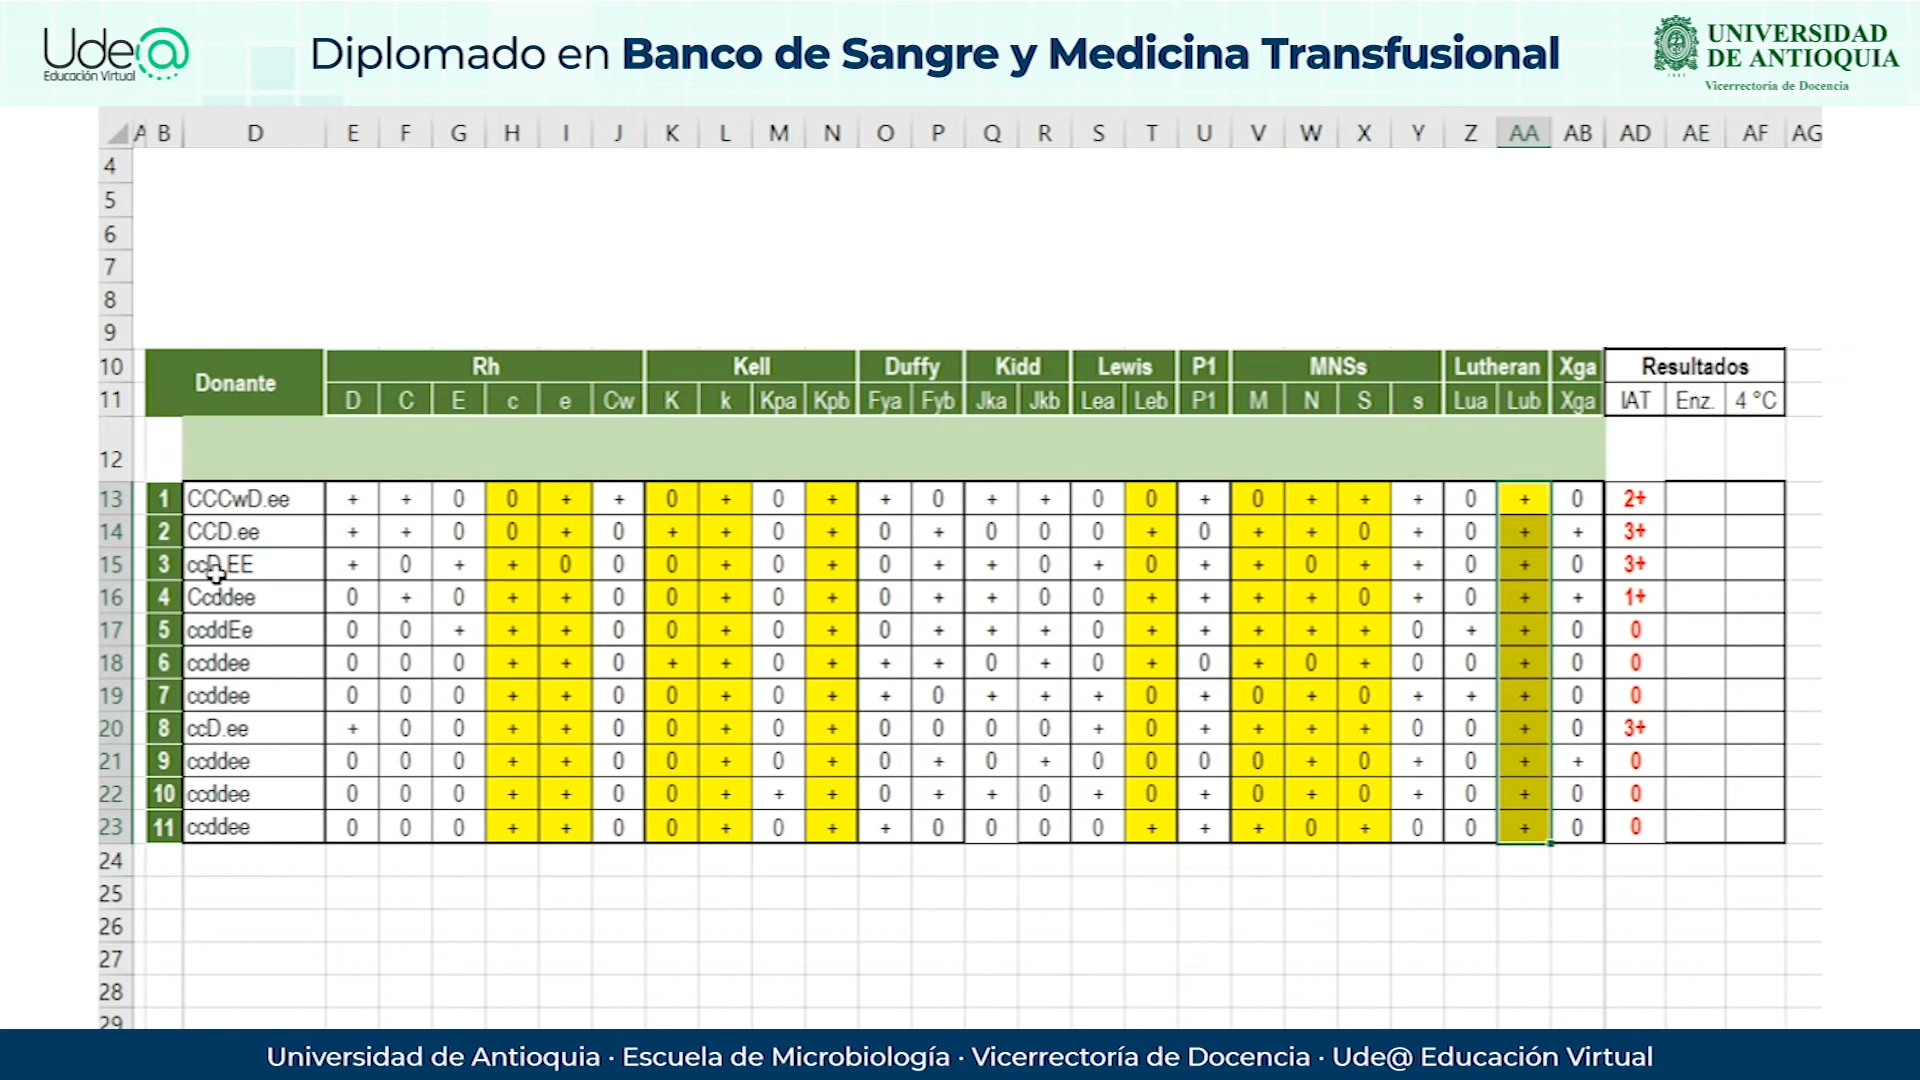 Ude@
Educación Virtual
Diplomado en Banco de Sangre y Medicina Transfusional
UNIVERSIDAD
DE ANTIOQUIA
1803
Vicerrectoría de Docencia
A B D E F G H I J K L M N O P Q R S T U V W X Y Z AA AB AD AE AF AG
4
5
6
7
8
9
10 Donante Rh Kell Duffy Kidd Lewis P1 MNSs Lutheran Xga Resultados
11 D C E c e Cw K k Kpa Kpb Fya Fyb Jka Jkb Lea Leb P1 M N S s Lua Lub Xga IAT Enz. 4 °C
12
13 1 CCCwD.ee + + 0 0 + + 0 + 0 + + 0 + + 0 0 + 0 + + + 0 + 0 2+
14 2 CCD.ee + + 0 0 + 0 + + 0 + 0 + 0 0 0 + 0 + + 0 + 0 + + 3+
15 3 ccD.EE + 0 + + 0 0 0 + 0 + 0 + + 0 + 0 + + 0 + + 0 + 0 3+
16 4 Ccddee 0 + 0 + + 0 0 + 0 + 0 + + 0 0 + + + + 0 + 0 + + 1+
17 5 ccddEe 0 0 + + + 0 0 + 0 + 0 + + + 0 + + + + + 0 + + 0 0
18 6 ccddee 0 0 0 + + 0 + + 0 + + + 0 + 0 + 0 + 0 + 0 0 + 0 0
19 7 ccddee 0 0 0 + + 0 0 + 0 + + 0 + + + 0 + 0 + 0 + + + 0 0
20 8 ccD.ee + 0 0 + + 0 0 + 0 + 0 0 0 0 + 0 + + + + 0 0 + 0 3+
21 9 ccddee 0 0 0 + + 0 0 + 0 + 0 + 0 + 0 0 0 0 + 0 + 0 + + 0
22 10 ccddee 0 0 0 + + 0 0 + + + 0 + + 0 + 0 + 0 + 0 + 0 + 0 0
23 11 ccddee 0 0 0 + + 0 0 + 0 + + 0 0 0 0 + + + 0 + 0 0 + 0 0
24
25
26
27
28
29
Universidad de Antioquia · Escuela de Microbiología · Vicerrectoría de Docencia · Ude@ Educación Virtual